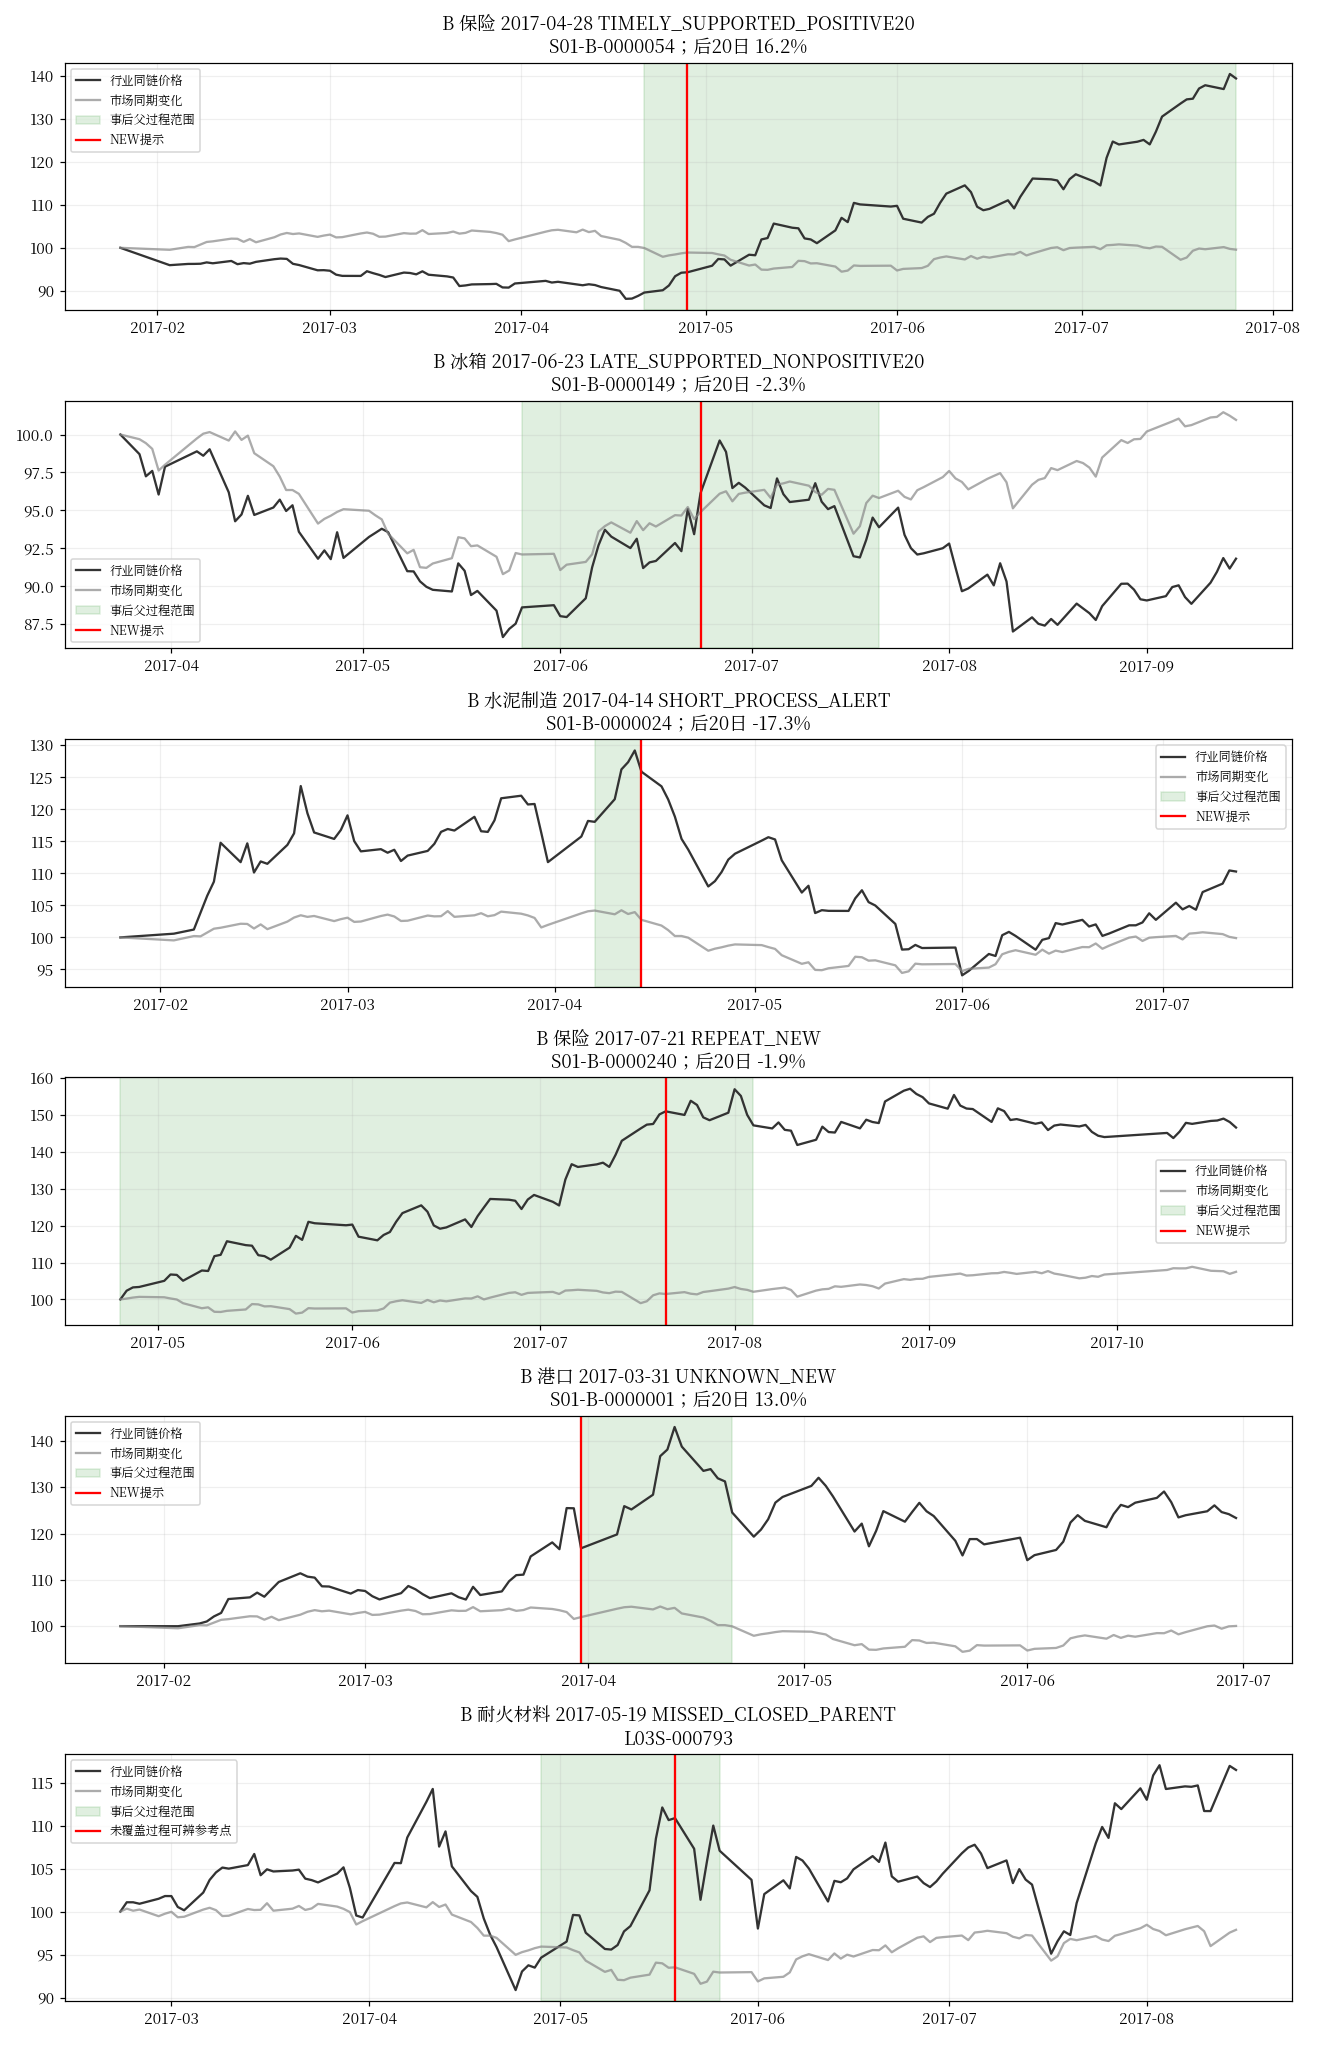 B 保险 2017-04-28 TIMELY_SUPPORTED_POSITIVE20
S01-B-0000054；后20日 16.2%
行业同链价格
市场同期变化
事后父过程范围
NEW提示
140
130
120
110
100
90
2017-02
2017-03
2017-04
2017-05
2017-06
2017-07
2017-08
B 冰箱 2017-06-23 LATE_SUPPORTED_NONPOSITIVE20
S01-B-0000149；后20日 -2.3%
100.0
97.5
95.0
92.5
90.0
87.5
行业同链价格
市场同期变化
事后父过程范围
NEW提示
2017-04
2017-05
2017-06
2017-07
2017-08
2017-09
B 水泥制造 2017-04-14 SHORT_PROCESS_ALERT
S01-B-0000024；后20日 -17.3%
130
125
120
115
110
105
100
95
行业同链价格
市场同期变化
事后父过程范围
NEW提示
2017-02
2017-03
2017-04
2017-05
2017-06
2017-07
B 保险 2017-07-21 REPEAT_NEW
S01-B-0000240；后20日 -1.9%
160
150
140
130
120
110
100
行业同链价格
市场同期变化
事后父过程范围
NEW提示
2017-05
2017-06
2017-07
2017-08
2017-09
2017-10
B 港口 2017-03-31 UNKNOWN_NEW
S01-B-0000001；后20日 13.0%
行业同链价格
市场同期变化
事后父过程范围
NEW提示
140
130
120
110
100
2017-02
2017-03
2017-04
2017-05
2017-06
2017-07
B 耐火材料 2017-05-19 MISSED_CLOSED_PARENT
L03S-000793
行业同链价格
市场同期变化
事后父过程范围
未覆盖过程可辨参考点
115
110
105
100
95
90
2017-03
2017-04
2017-05
2017-06
2017-07
2017-08